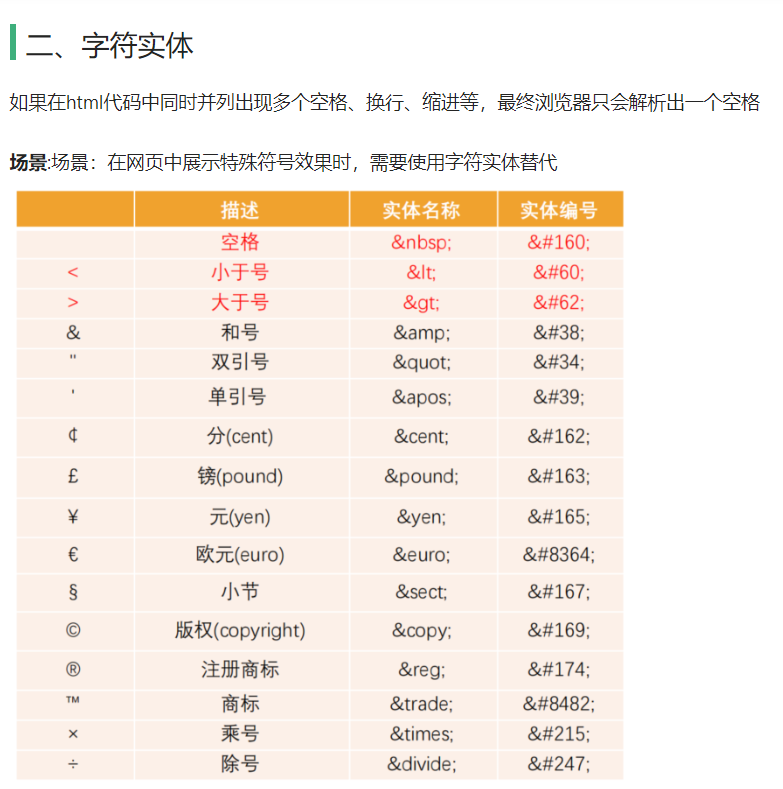 二、字符实体
如果在html代码中同时并列出现多个空格、换行、缩进等，最终浏览器只会解析出一个空格
场景:场景：在网页中展示特殊符号效果时，需要使用字符实体替代
描述 实体名称 实体编号
空格 &nbsp; &#160;
< 小于号 &lt; &#60;
> 大于号 &gt; &#62;
& 和号 &amp; &#38;
" 双引号 &quot; &#34;
' 单引号 &apos; &#39;
¢ 分(cent) &cent; &#162;
£ 镑(pound) &pound; &#163;
¥ 元(yen) &yen; &#165;
€ 欧元(euro) &euro; &#8364;
§ 小节 &sect; &#167;
© 版权(copyright) &copy; &#169;
® 注册商标 &reg; &#174;
™ 商标 &trade; &#8482;
× 乘号 &times; &#215;
÷ 除号 &divide; &#247;